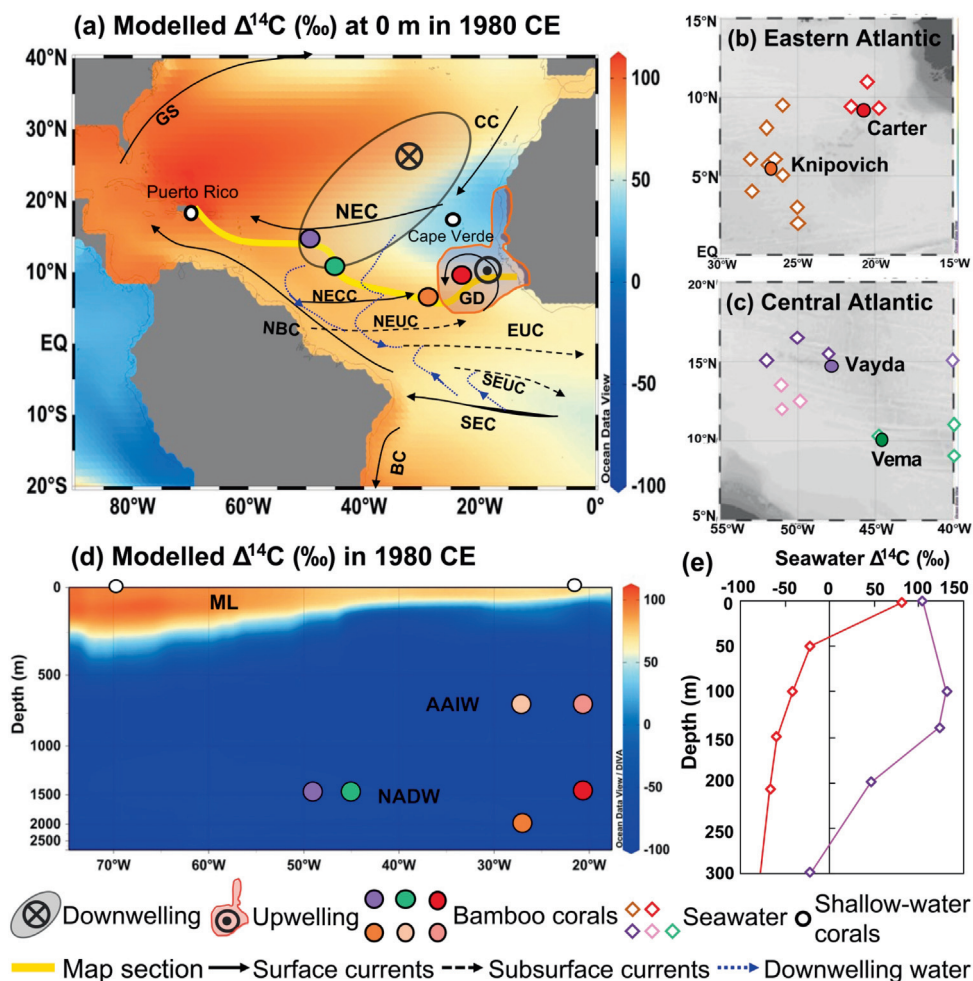 (a) Modelled Δ¹⁴C (‰) at 0 m in 1980 CE
40°N
30°N
20°N
10°N
EQ
10°S
20°S
80°W 60°W 40°W 20°W 0°
GS
CC
Puerto Rico
NEC
Cape Verde
NECC
GD
NBC
NEUC
EUC
SEUC
SEC
BC
100
50
0
-50
-100
Ocean Data View
(b) Eastern Atlantic
15°N
10°N
5°N
EQ
30°W 25°W 20°W 15°W
Carter
Knipovich
(c) Central Atlantic
20°N
15°N
10°N
5°N
55°W 50°W 45°W 40°W
Vayda
Vema
(d) Modelled Δ¹⁴C (‰) in 1980 CE
Depth (m)
0
500
1000
1500
2000
2500
70°W 60°W 50°W 40°W 30°W 20°W
ML
AAIW
NADW
100
50
0
-50
-100
Ocean Data View / DIVA
(e)
Seawater Δ¹⁴C (‰)
-100 -50 0 50 100 150
Depth (m)
0
50
100
150
200
250
300
Downwelling Upwelling Bamboo corals Seawater Shallow-water corals
Map section Surface currents Subsurface currents Downwelling water